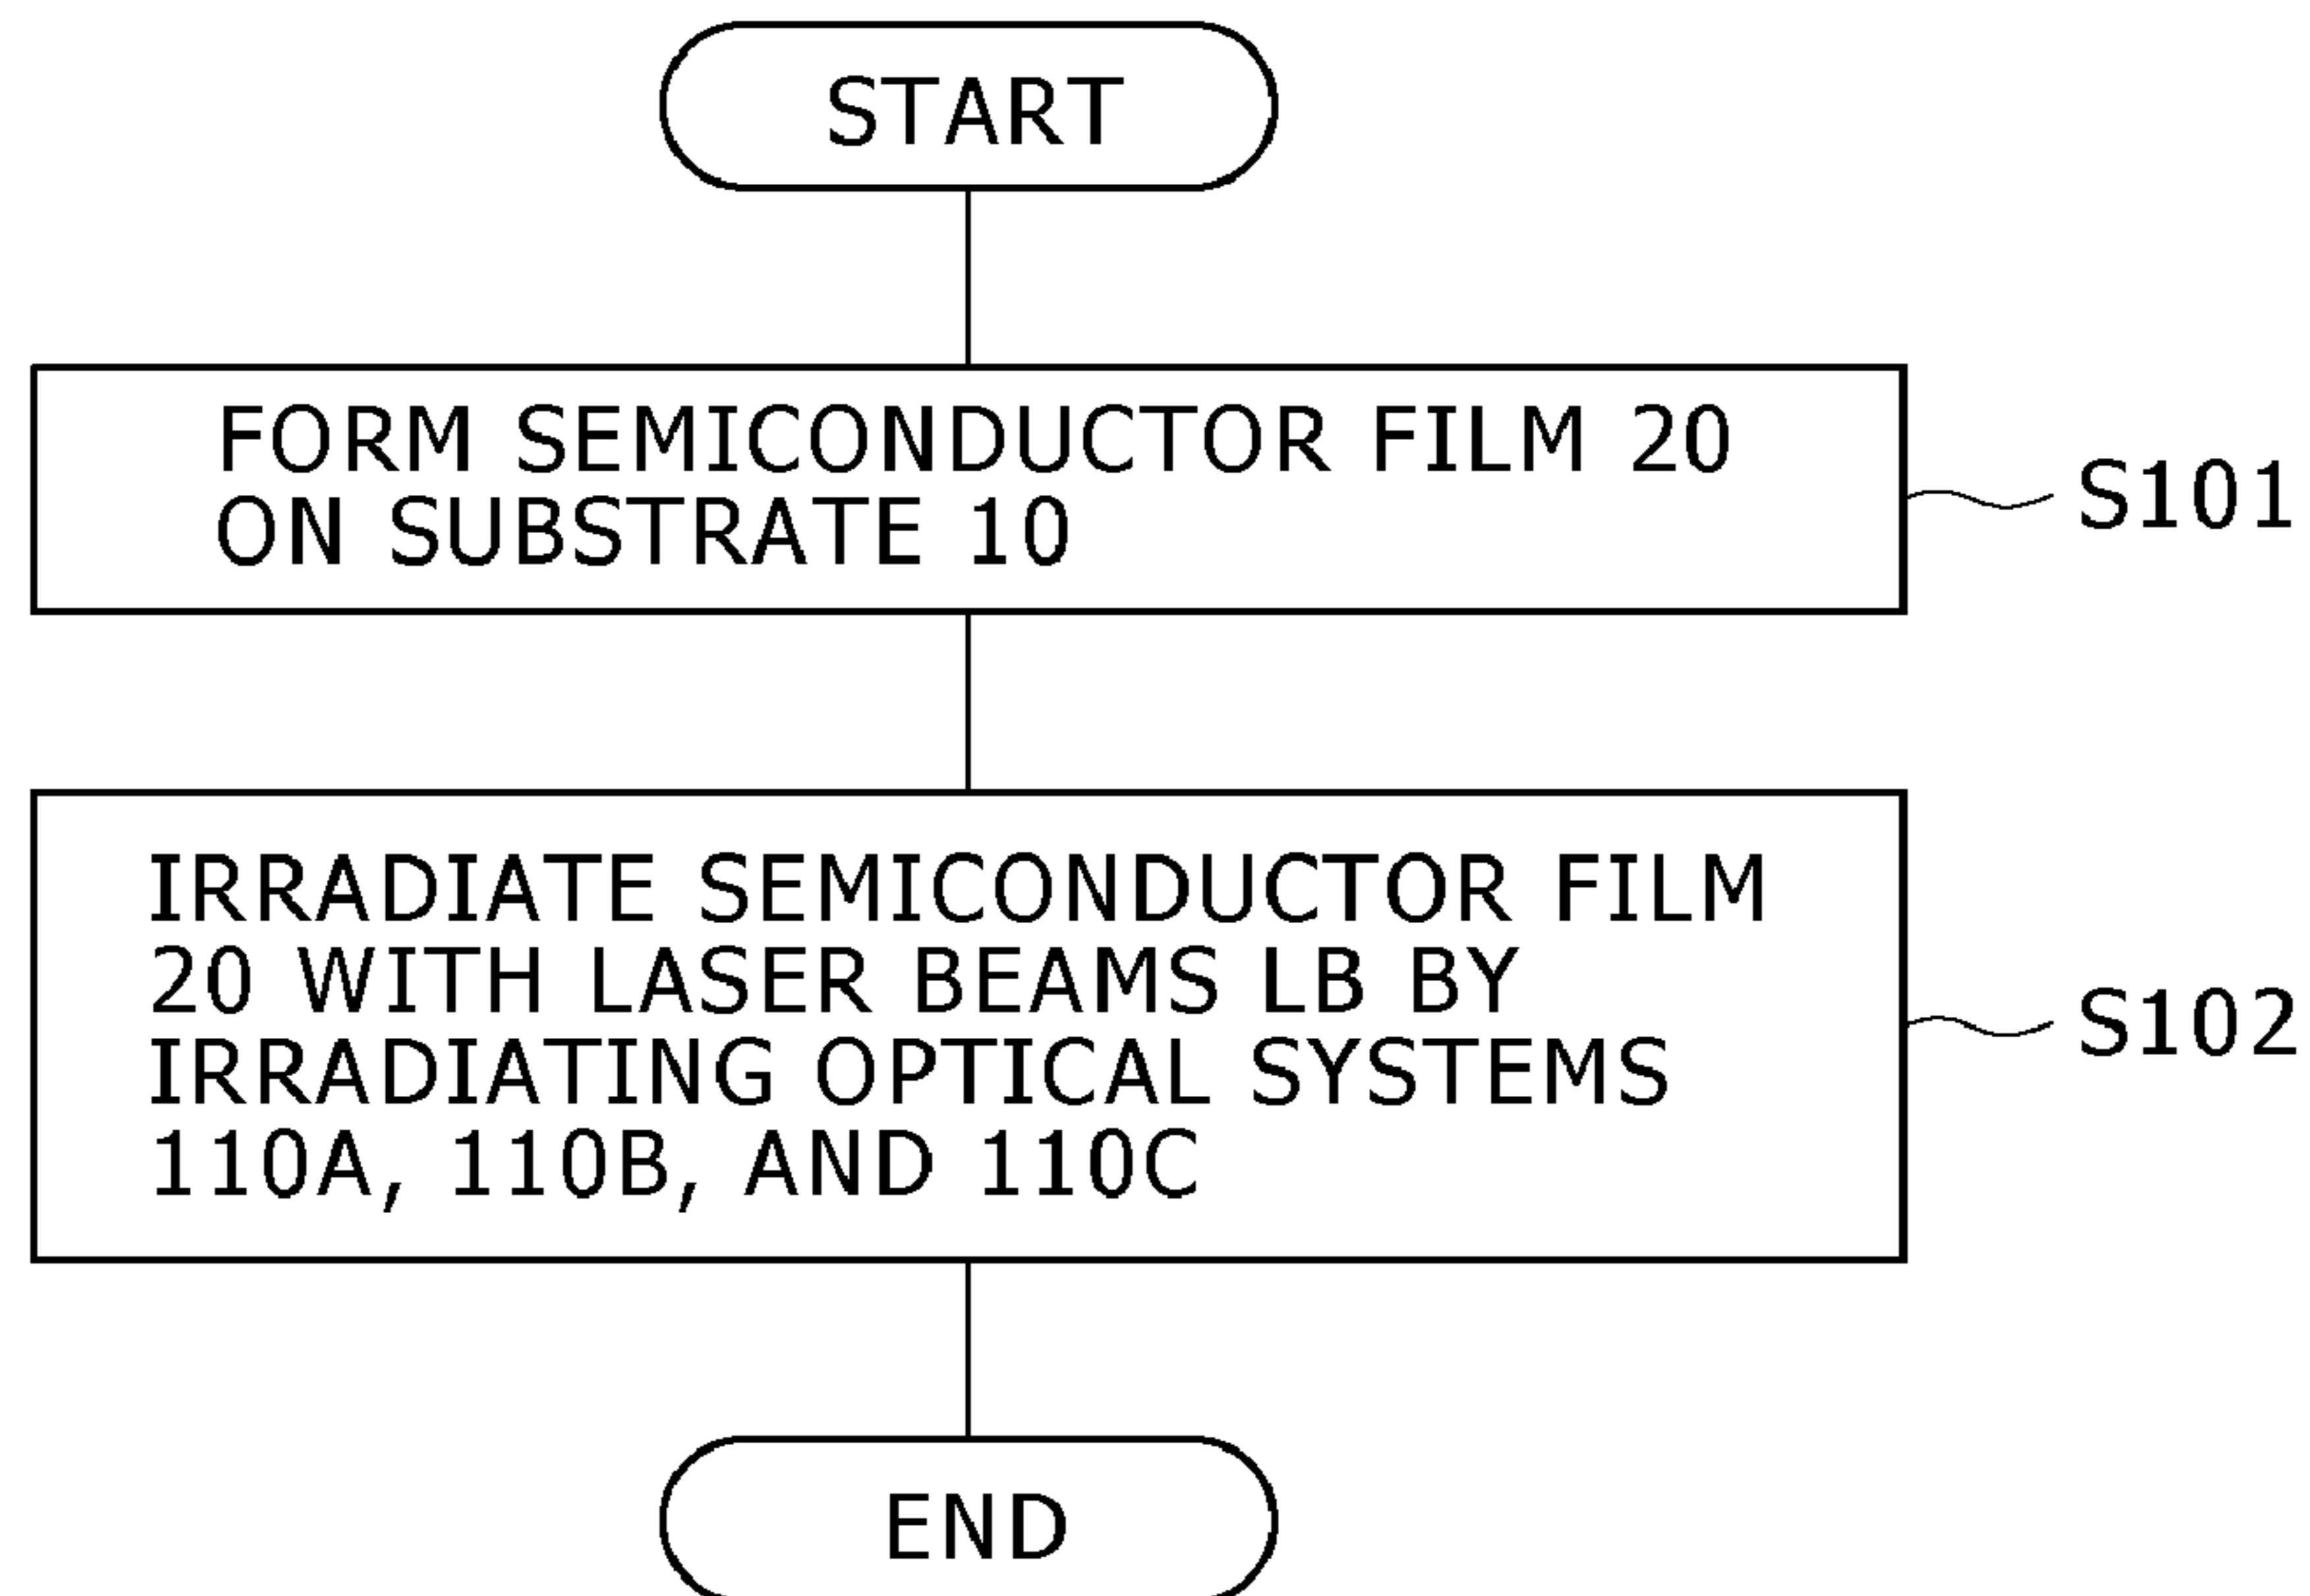 START
FORM SEMICONDUCTOR FILM 20
ON SUBSTRATE 10
S101
IRRADIATE SEMICONDUCTOR FILM
20 WITH LASER BEAMS LB BY
IRRADIATING OPTICAL SYSTEMS
110A, 110B, AND 110C
S102
END